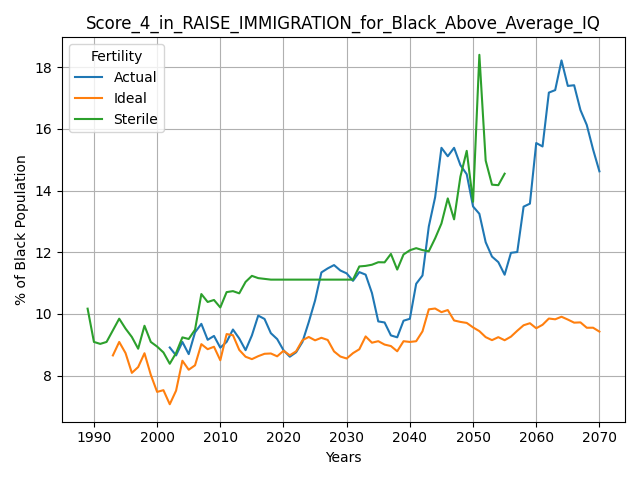 Score_4_in_RAISE_IMMIGRATION_for_Black_Above_Average_IQ
Fertility
Actual
Ideal
Sterile
% of Black Population
18
16
14
12
10
8
1990 2000 2010 2020 2030 2040 2050 2060 2070
Years